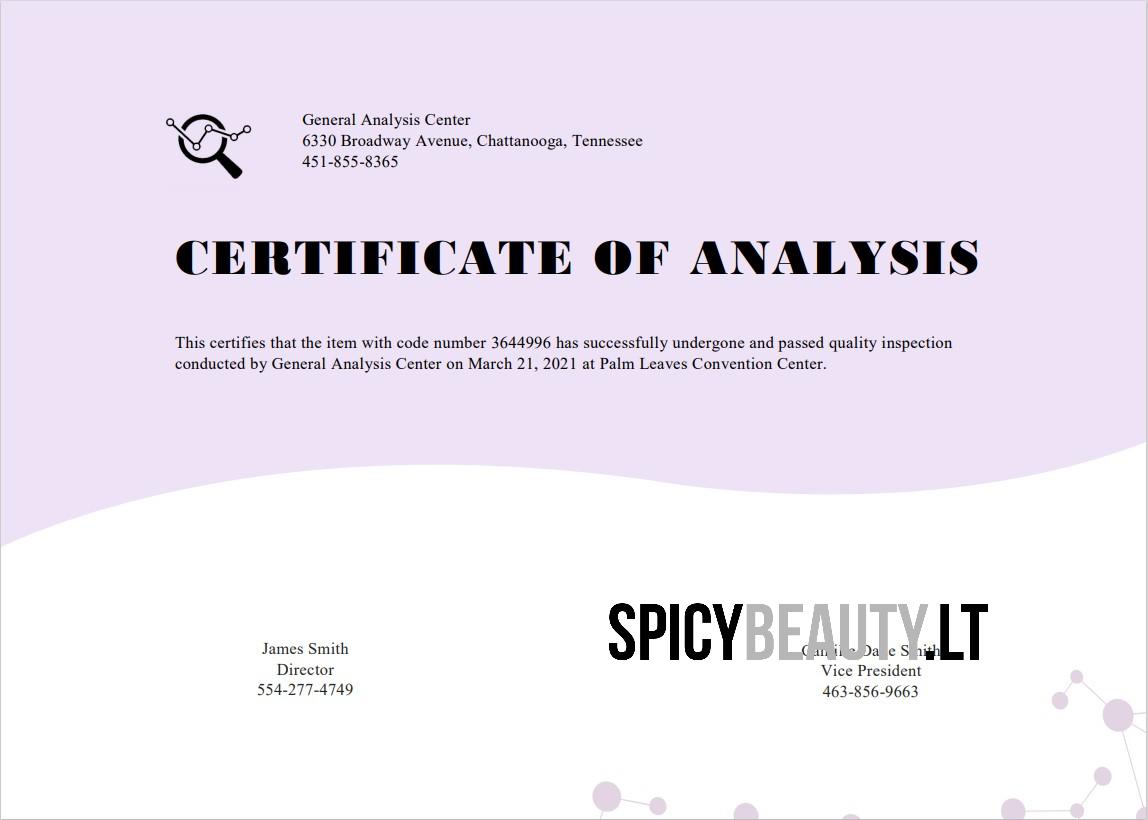 General Analysis Center
6330 Broadway Avenue, Chattanooga, Tennessee
451-855-8365
CERTIFICATE OF ANALYSIS
This certifies that the item with code number 3644996 has successfully undergone and passed quality inspection
conducted by General Analysis Center on March 21, 2021 at Palm Leaves Convention Center.
SPICYBEAUTY.LT
James Smith
Director
554-277-4749
Smith
Vice President
463-856-9663